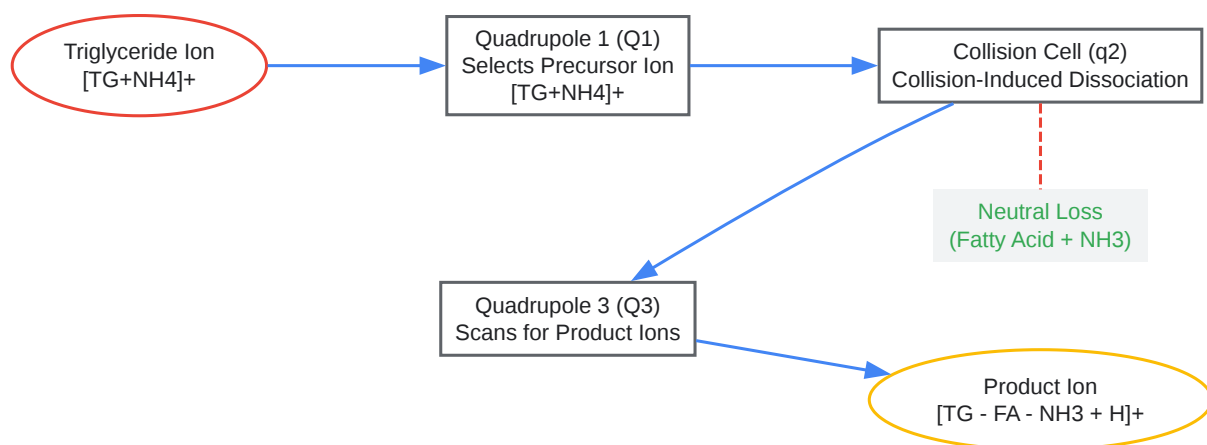 Triglyceride Ion
[TG+NH4]+
Quadrupole 1 (Q1)
Selects Precursor Ion
[TG+NH4]+
Collision Cell (q2)
Collision-Induced Dissociation
Neutral Loss
(Fatty Acid + NH3)
Quadrupole 3 (Q3)
Scans for Product Ions
Product Ion
[TG - FA - NH3 + H]+